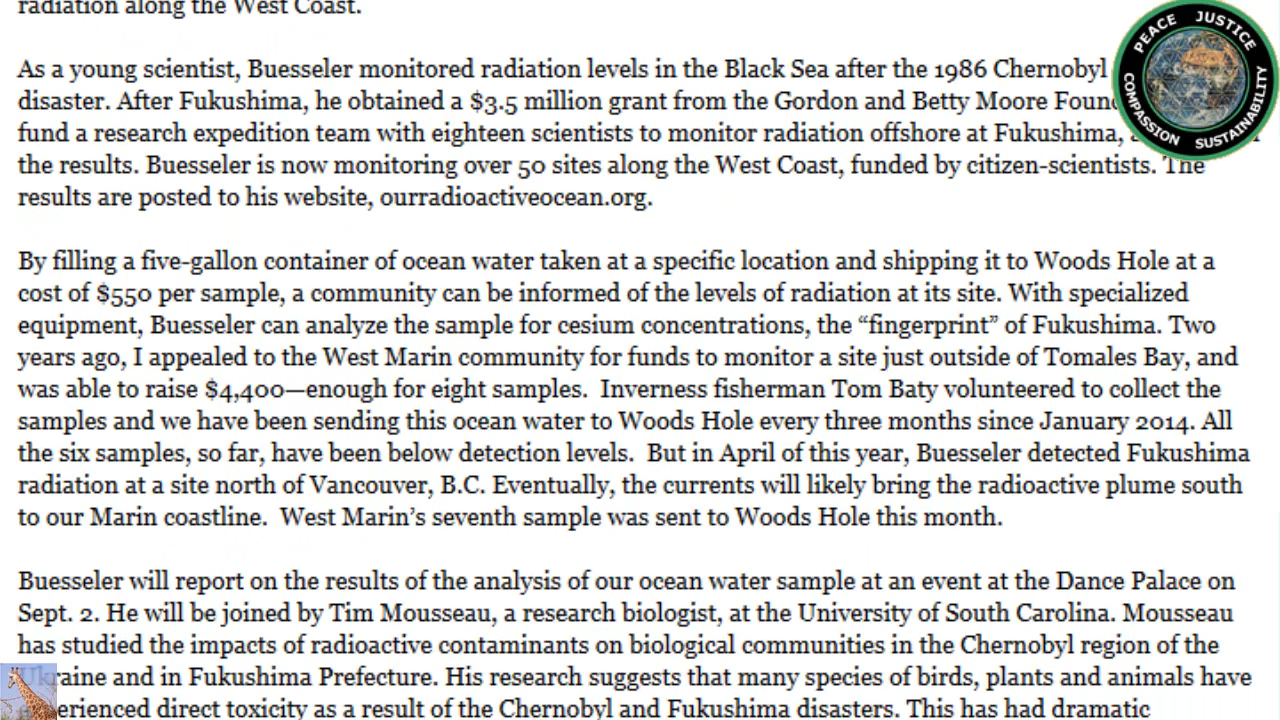 radiation along the West Coast.
As a young scientist, Buesseler monitored radiation levels in the Black Sea after the 1986 Chernobyl
disaster. After Fukushima, he obtained a $3.5 million grant from the Gordon and Betty Moore
fund a research expedition team with eighteen scientists to monitor radiation offshore at Fukushima,
the results. Buesseler is now monitoring over 50 sites along the West Coast, funded by citizen-scientists. The
results are posted to his website, ourradioactiveocean.org.
By filling a five-gallon container of ocean water taken at a specific location and shipping it to Woods Hole at a
cost of $550 per sample, a community can be informed of the levels of radiation at its site. With specialized
equipment, Buesseler can analyze the sample for cesium concentrations, the “fingerprint” of Fukushima. Two
years ago, I appealed to the West Marin community for funds to monitor a site just outside of Tomales Bay, and
was able to raise $4,400—enough for eight samples.  Inverness fisherman Tom Baty volunteered to collect the
samples and we have been sending this ocean water to Woods Hole every three months since January 2014. All
the six samples, so far, have been below detection levels.  But in April of this year, Buesseler detected Fukushima
radiation at a site north of Vancouver, B.C. Eventually, the currents will likely bring the radioactive plume south
to our Marin coastline.  West Marin’s seventh sample was sent to Woods Hole this month.
Buesseler will report on the results of the analysis of our ocean water sample at an event at the Dance Palace on
Sept. 2. He will be joined by Tim Mousseau, a research biologist, at the University of South Carolina. Mousseau
has studied the impacts of radioactive contaminants on biological communities in the Chernobyl region of the
Ukraine and in Fukushima Prefecture. His research suggests that many species of birds, plants and animals have
direct toxicity as a result of the Chernobyl and Fukushima disasters. This has had dramatic
PEACE JUSTICE
COMPASSION SUSTAINABILITY